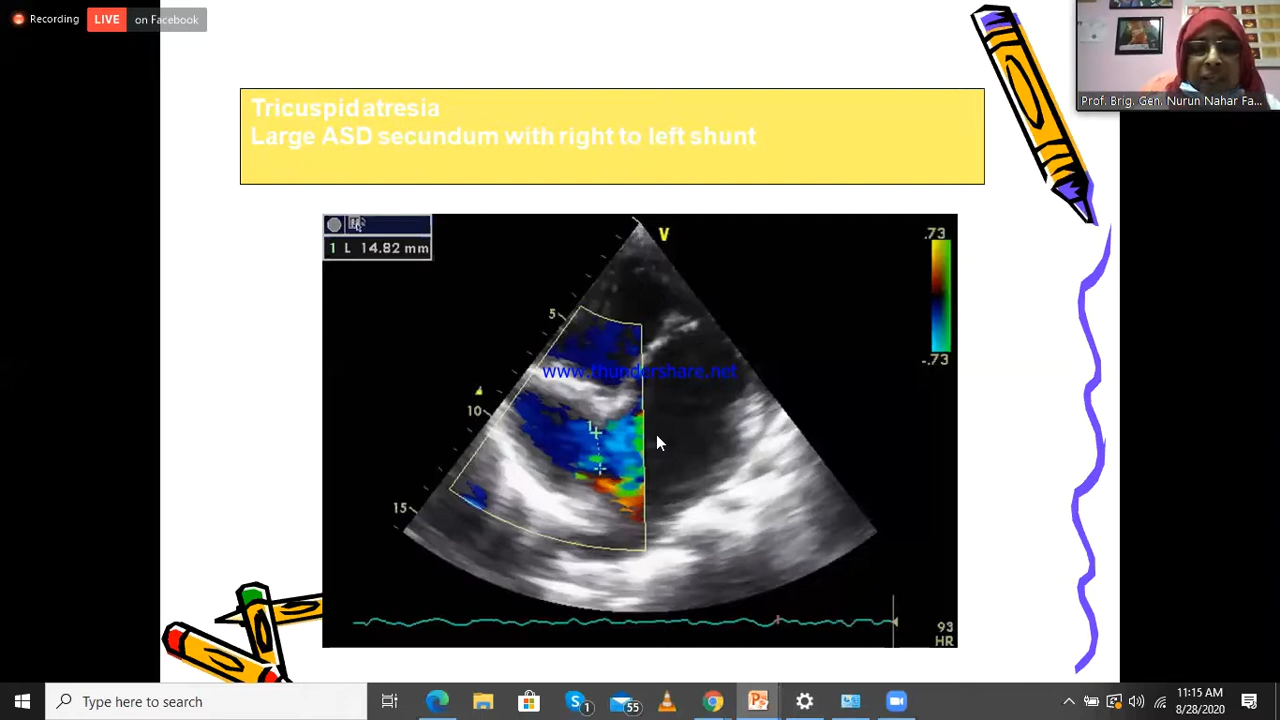 Recording
LIVE on Facebook
Prof. Brig. Gen. Nurun Nahar Fa...
Tricuspid atresia
Large ASD secundum with right to left shunt
1 L 14.82 mm
V
.73
-.73
5
10
15
1
www.thundershare.net
93
HR
Type here to search
S
1
55
11:15 AM
8/28/2020